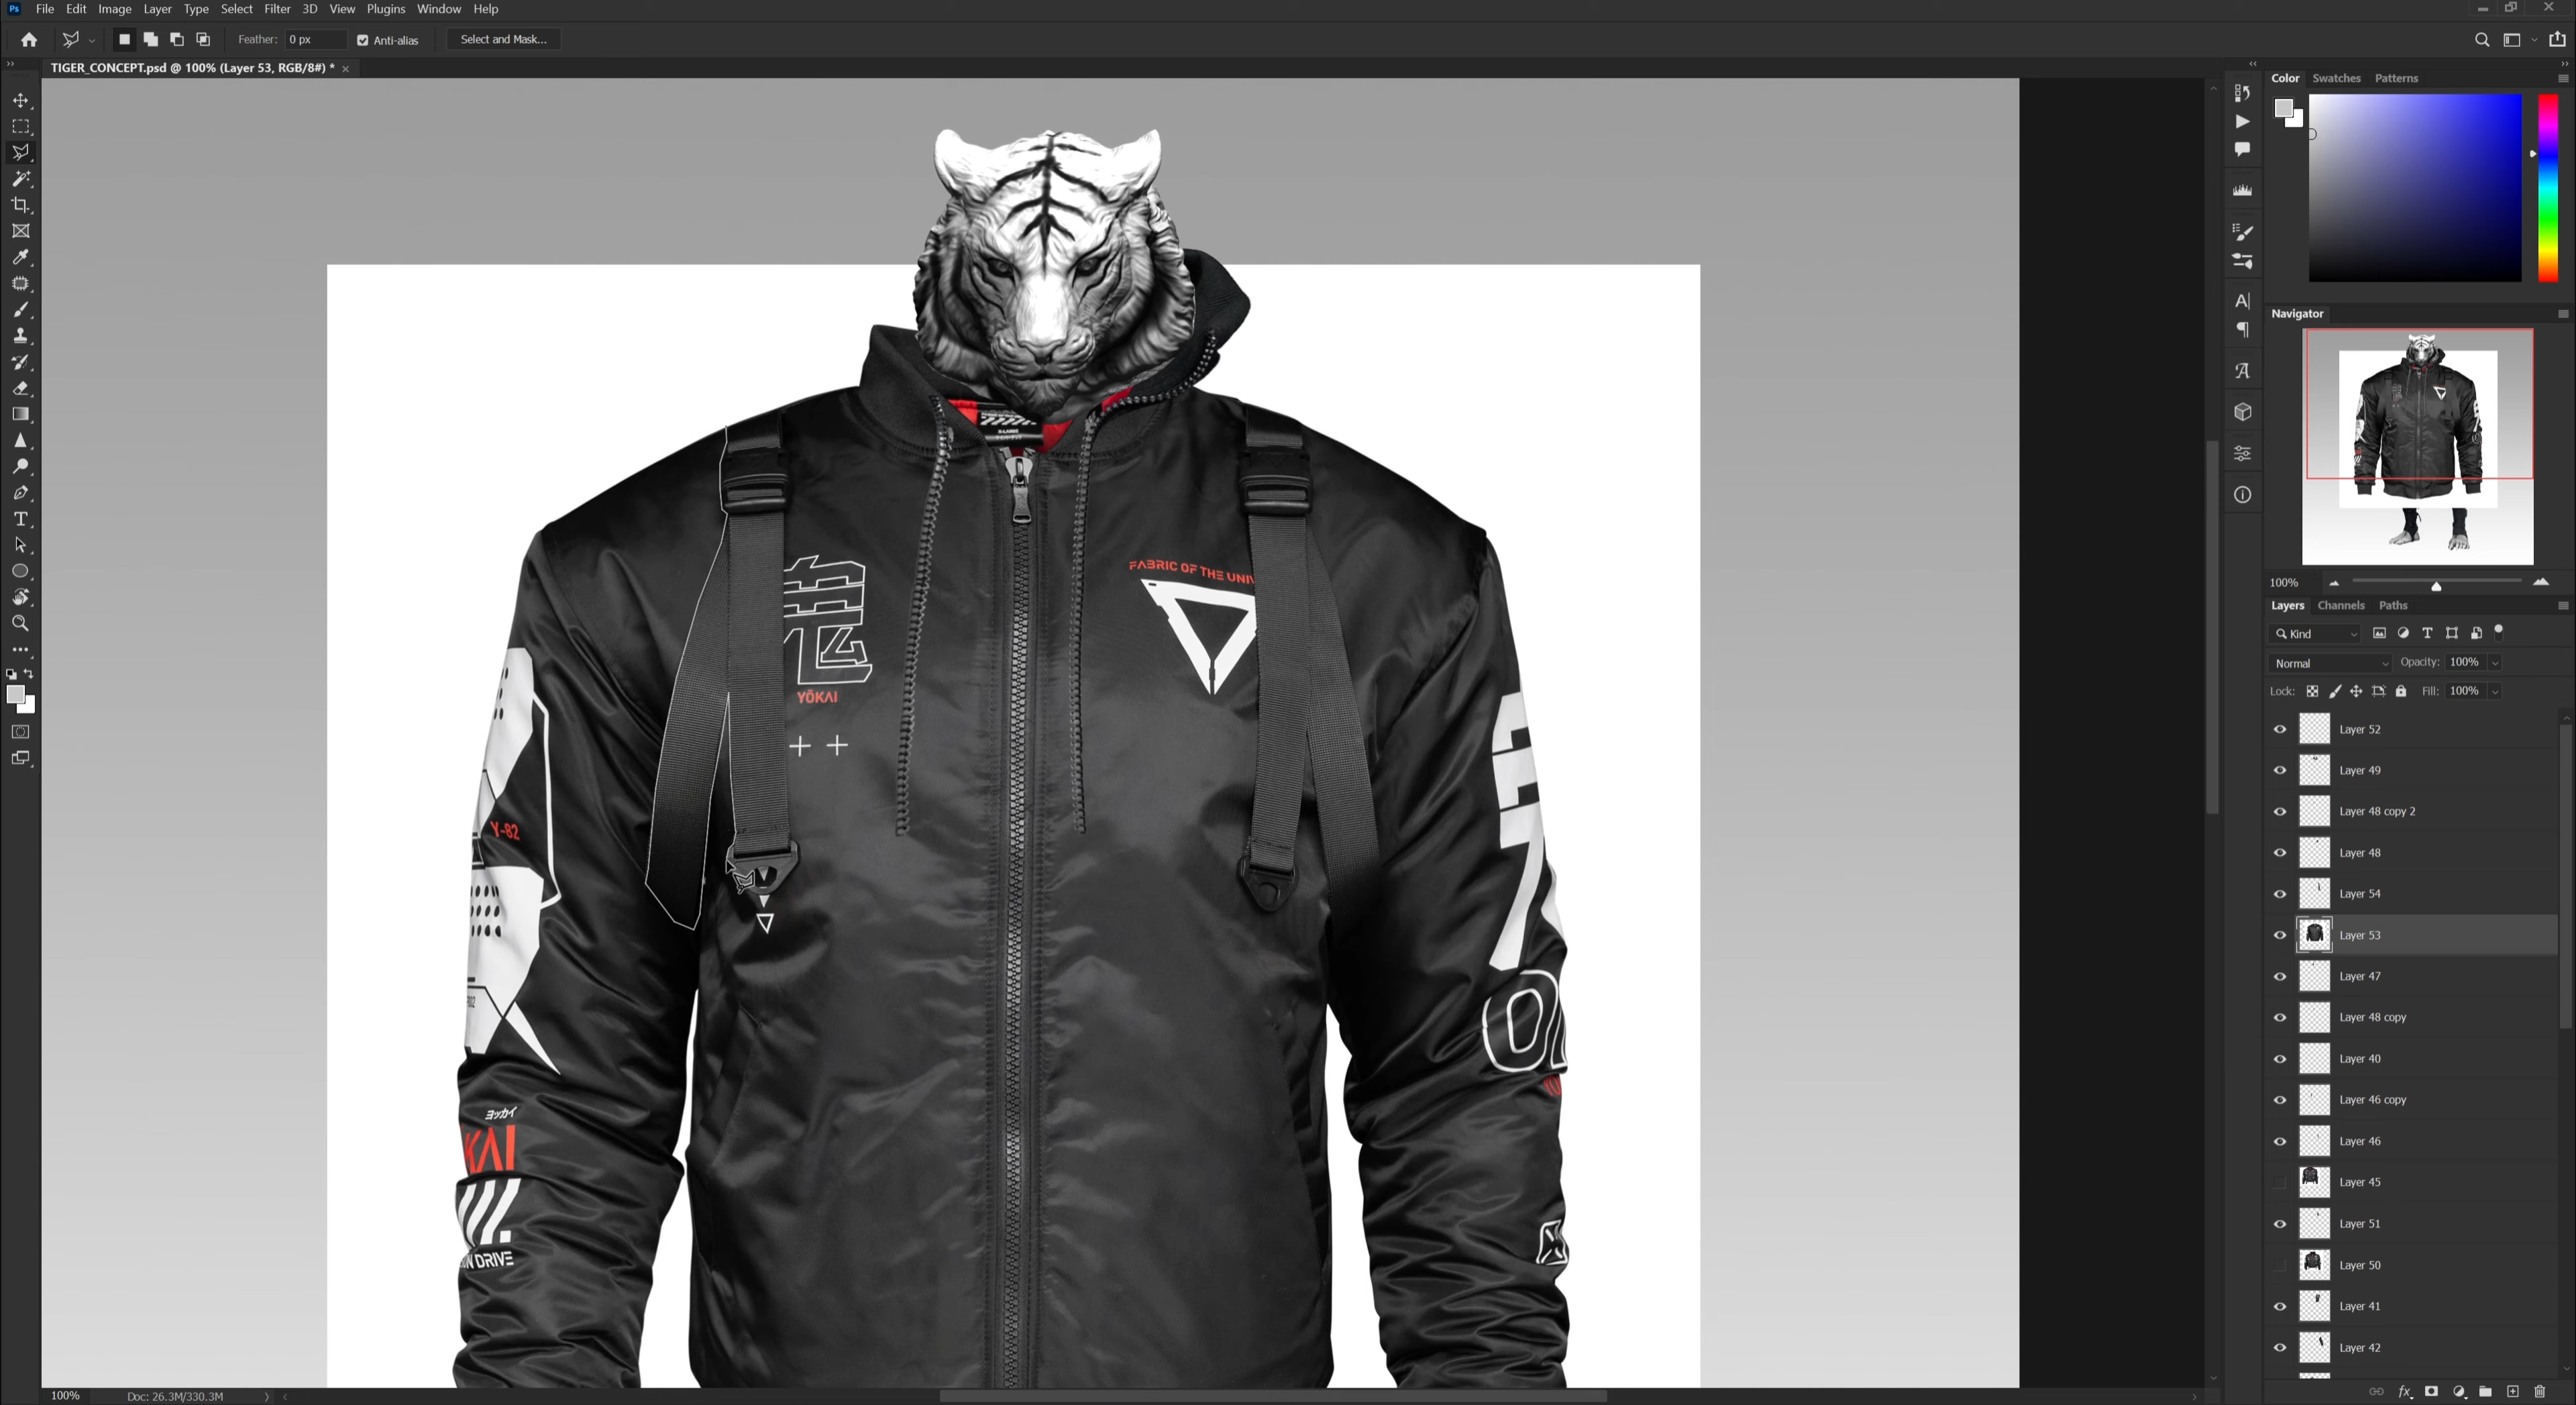 Ps File Edit Image Layer Type Select Filter 3D View Plugins Window Help
Feather: 0 px Anti-alias Select and Mask...
TIGER_CONCEPT.psd @ 100% (Layer 53, RGB/8#) *
Color Swatches Patterns
Navigator
100%
Layers Channels Paths
Kind
Normal Opacity: 100%
Lock: Fill: 100%
Layer 52
Layer 49
Layer 48 copy 2
Layer 48
Layer 54
Layer 53
Layer 47
Layer 48 copy
Layer 40
Layer 46 copy
Layer 46
Layer 45
Layer 51
Layer 50
Layer 41
Layer 42
FABRIC OF THE UNIV
鬼
YŌKAI
Y-82
ヨッカイ
KAI
DRIVE
100% Doc: 26.3M/330.3M